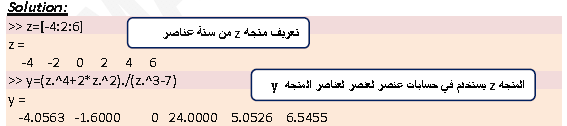 Solution:
>> z=[-4:2:6]
تعريف متجه z من ستة عناصر
z =
-4 -2 0 2 4 6
>> y=(z.^4+2*z.^2)./(z.^3-7)
المتجه z يستخدم في حسابات عنصر لعنصر لعناصر المتجه y
y =
-4.0563 -1.6000 0 24.0000 5.0526 6.5455